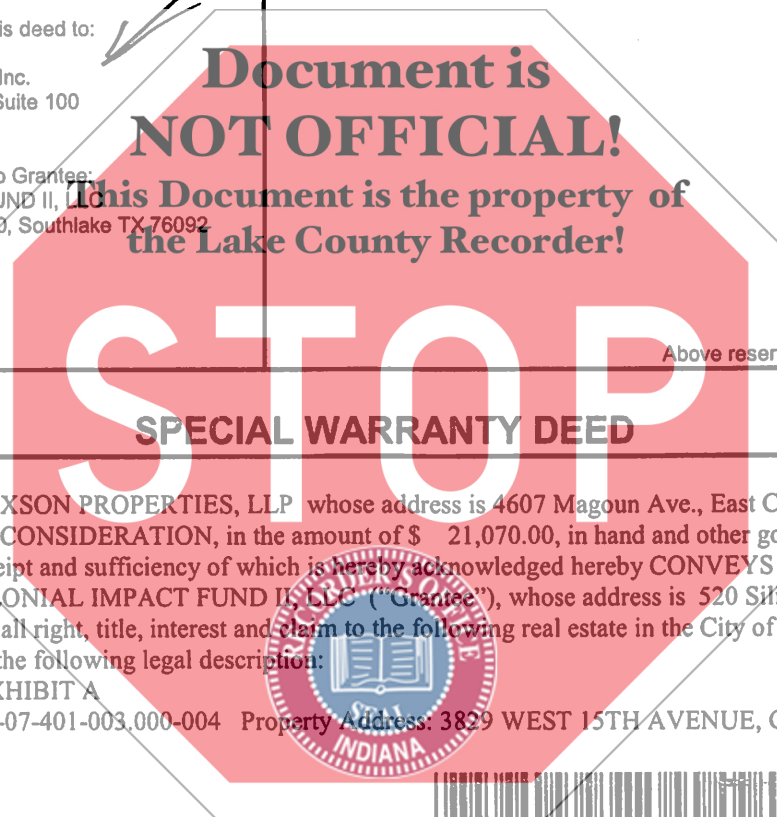 is deed to:
Inc.
Suite 100
Document is
NOT OFFICIAL!
o Grantee:
UND II, LLC
This Document is the property of
0, Southlake TX 76092
the Lake County Recorder!
STOP
Above reser
SPECIAL WARRANTY DEED
XSON PROPERTIES, LLP whose address is 4607 Magoun Ave., East C
CONSIDERATION, in the amount of $ 21,070.00, in hand and other go
eipt and sufficiency of which is hereby acknowledged hereby CONVEYS
ONIAL IMPACT FUND II, LLC ("Grantee"), whose address is 520 Sil
all right, title, interest and claim to the following real estate in the City of
the following legal description:
XHIBIT A
-07-401-003.000-004 Property Address: 3829 WEST 15TH AVENUE, G
RECORDER'S OFFICE
SEAL
INDIANA